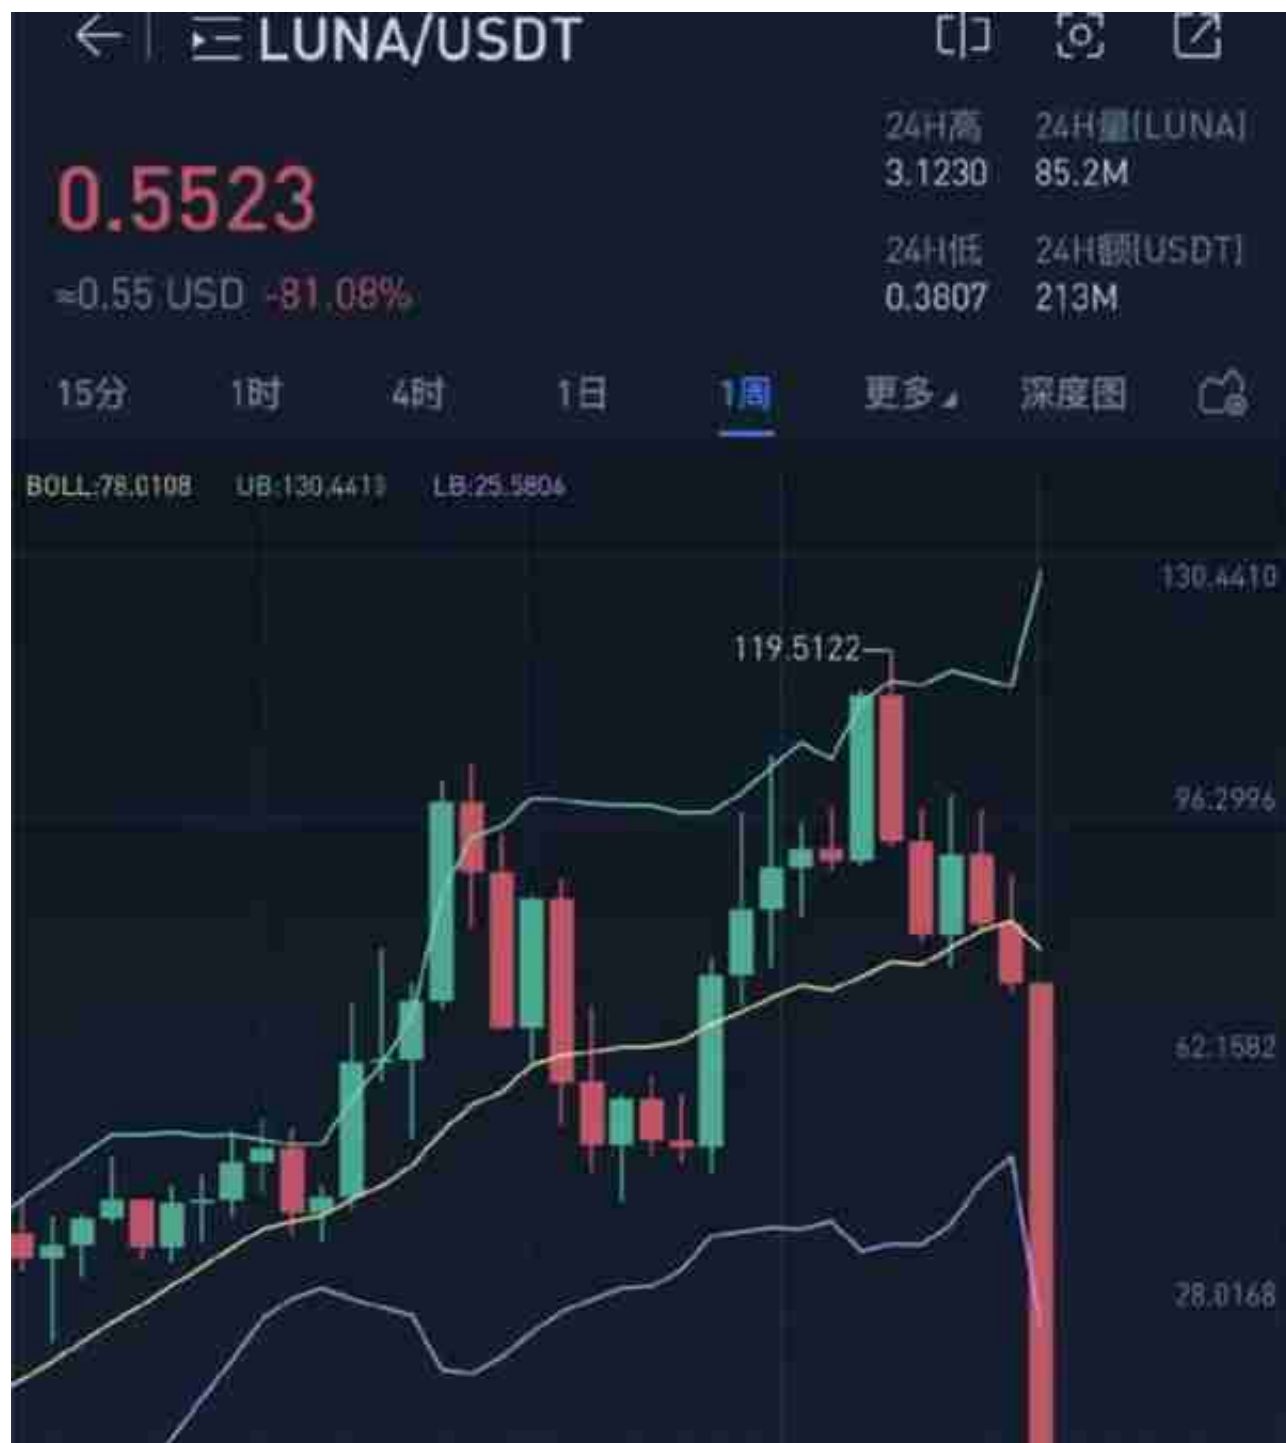 LUNA/USDT
24H高 24H量(LUNA)
0.5523 3.1230 85.2M
24H低 24H额(USDT)
≈0.55 USD -81.08% 0.3807 213M
15分 1时 4时 1日 1周 更多 深度图
BOLL:78.0108 UB:130.4413 LB:25.5806
130.4410
119.5122
96.2996
62.1582
28.0168